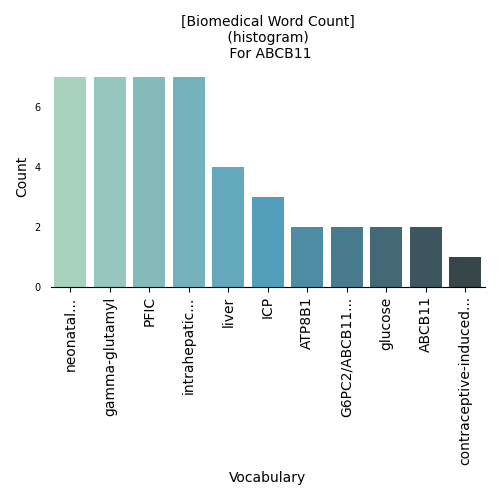 [Biomedical Word Count]
(histogram)
For ABCB11
Count
6
4
2
0
neonatal...
gamma-glutamyl
PFIC
intrahepatic...
liver
ICP
ATP8B1
G6PC2/ABCB11...
glucose
ABCB11
contraceptive-induced...
Vocabulary